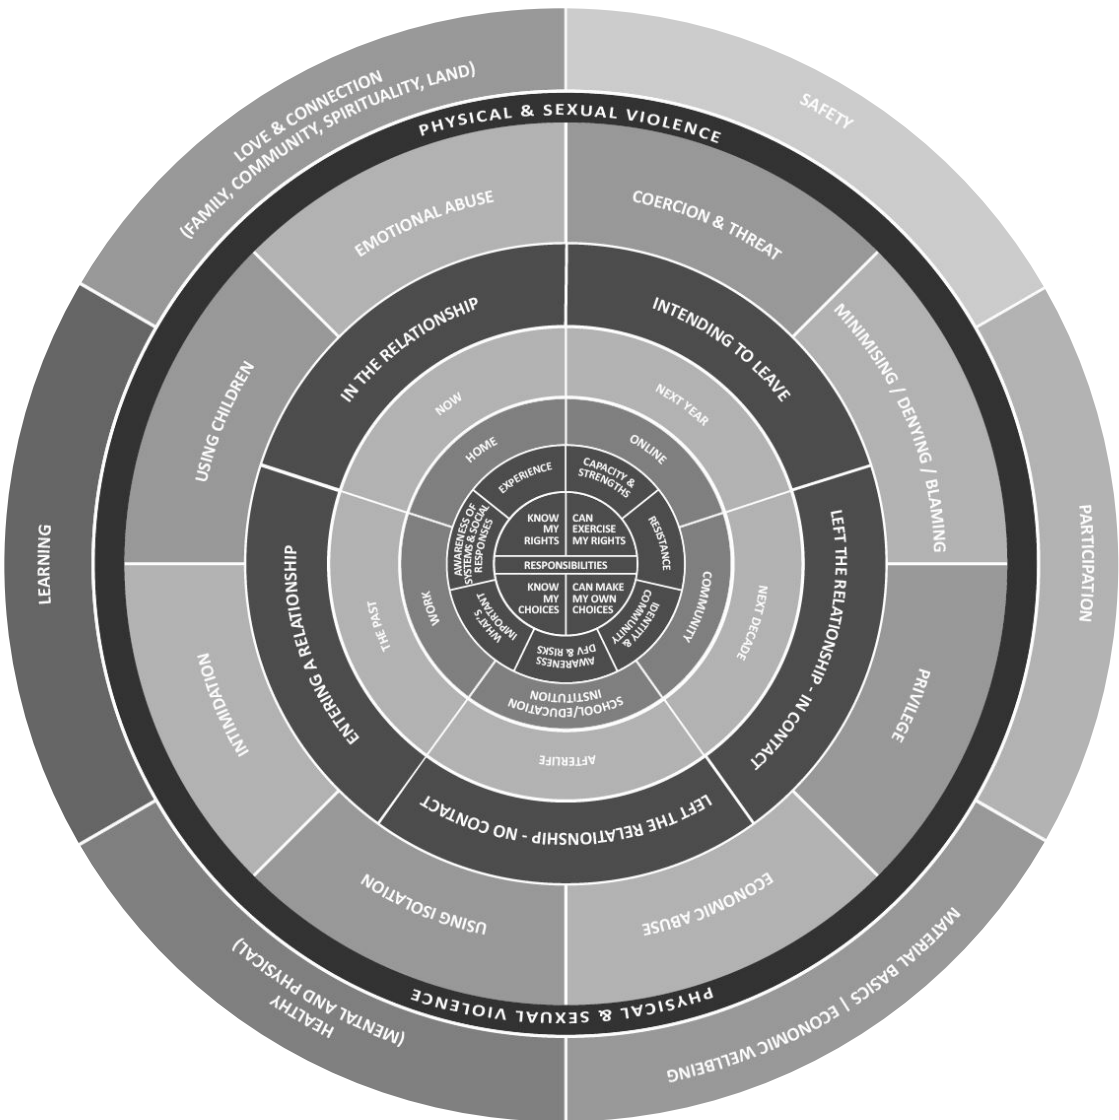 LOVE & CONNECTION
(FAMILY, COMMUNITY, SPIRITUALITY, LAND)
SAFETY
PARTICIPATION
MATERIAL BASICS | ECONOMIC WELLBEING
HEALTHY
(MENTAL AND PHYSICAL)
LEARNING
PHYSICAL & SEXUAL VIOLENCE
PHYSICAL & SEXUAL VIOLENCE
EMOTIONAL ABUSE
COERCION & THREAT
MINIMISING / DENYING / BLAMING
PRIVILEGE
ECONOMIC ABUSE
USING ISOLATION
INTIMIDATION
USING CHILDREN
IN THE RELATIONSHIP
INTENDING TO LEAVE
LEFT THE RELATIONSHIP - IN CONTACT
LEFT THE RELATIONSHIP - NO CONTACT
ENTERING A RELATIONSHIP
NOW
NEXT YEAR
NEXT DECADE
AFTERLIFE
THE PAST
HOME
ONLINE
COMMUNITY
SCHOOL/EDUCATION
INSTITUTION
WORK
EXPERIENCE
CAPACITY &
STRENGTHS
RESISTANCE
IDENTITY &
COMMUNITY
AWARENESS
DFV & RISKS
WHAT'S
IMPORTANT
AWARENESS OF
SYSTEMS & SOCIAL
RESPONSES
KNOW
MY
RIGHTS
CAN
EXERCISE
MY RIGHTS
RESPONSIBILITIES
KNOW
MY
CHOICES
CAN MAKE
MY OWN
CHOICES